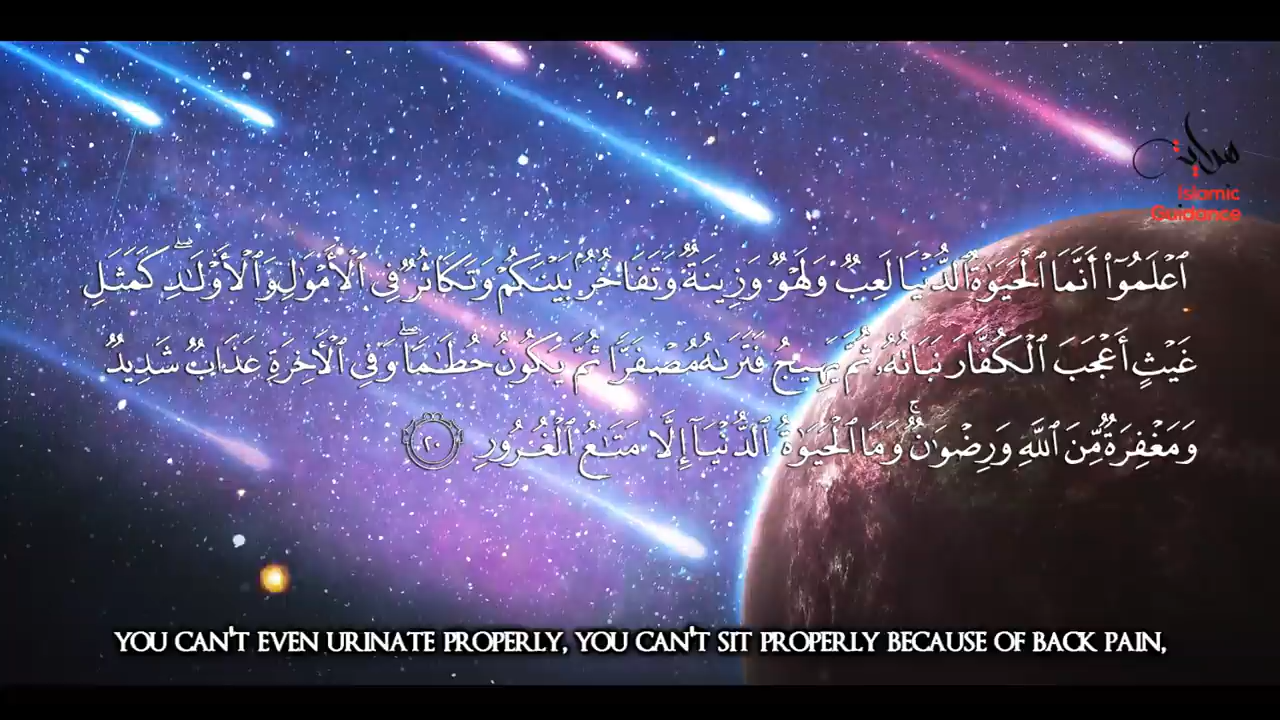 هداية
Islamic
Guidance
ٱعۡلَمُوٓاْ أَنَّمَا ٱلۡحَيَوٰةُ ٱلدُّنۡيَا لَعِبٞ وَلَهۡوٞ وَزِينَةٞ وَتَفَاخُرُۢ بَيۡنَكُمۡ وَتَكَاثُرٞ فِي ٱلۡأَمۡوَٰلِ وَٱلۡأَوۡلَٰدِۖ كَمَثَلِ
غَيۡثٍ أَعۡجَبَ ٱلۡكُفَّارَ نَبَاتُهُۥ ثُمَّ يَهِيجُ فَتَرَىٰهُ مُصۡفَرّٗا ثُمَّ يَكُونُ حُطَٰمٗاۖ وَفِي ٱلۡأٓخِرَةِ عَذَابٞ شَدِيدٞ
وَمَغۡفِرَةٞ مِّنَ ٱللَّهِ وَرِضۡوَٰنٞۚ وَمَا ٱلۡحَيَوٰةُ ٱلدُّنۡيَآ إِلَّا مَتَٰعُ ٱلۡغُرُورِ ٢٠
YOU CAN'T EVEN URINATE PROPERLY, YOU CAN'T SIT PROPERLY BECAUSE OF BACK PAIN,